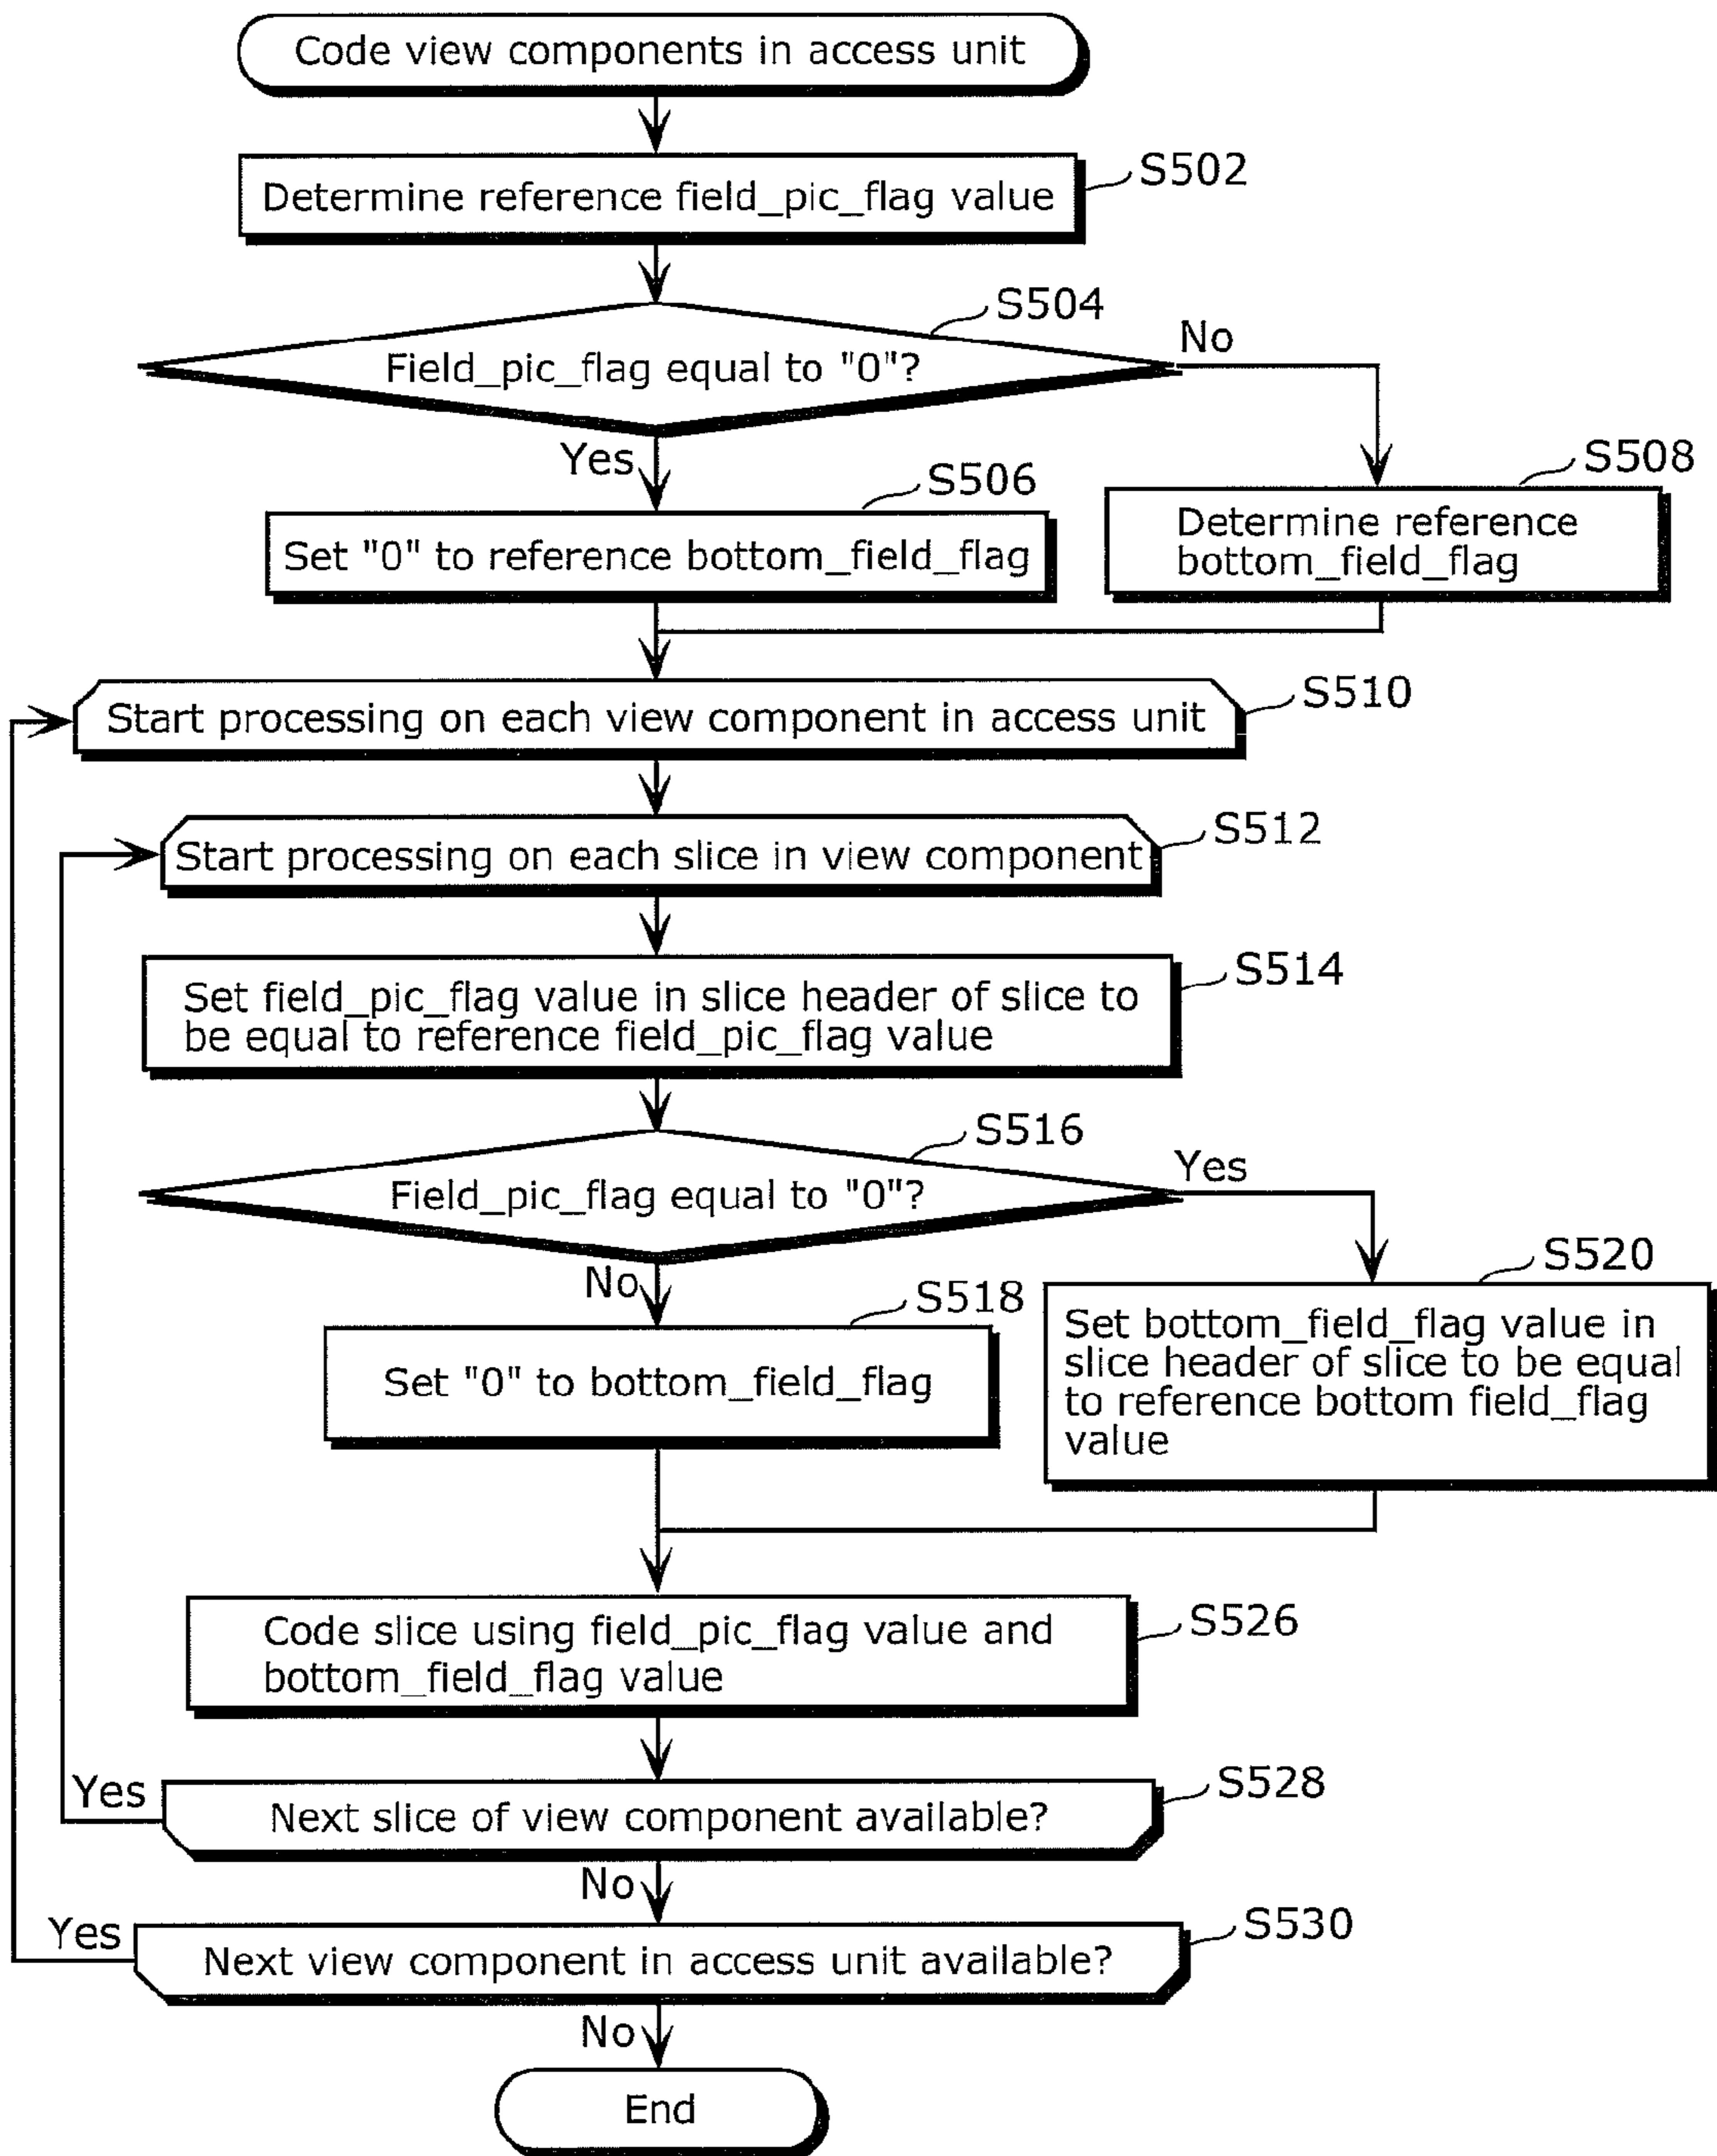 Code view components in access unit
S502
Determine reference field_pic_flag value
S504
Field_pic_flag equal to "0"?
No
Yes
S506
Set "0" to reference bottom_field_flag
S508
Determine reference
bottom_field_flag
S510
Start processing on each view component in access unit
S512
Start processing on each slice in view component
S514
Set field_pic_flag value in slice header of slice to
be equal to reference field_pic_flag value
S516
Field_pic_flag equal to "0"?
Yes
No
S518
Set "0" to bottom_field_flag
S520
Set bottom_field_flag value in
slice header of slice to be equal
to reference bottom field_flag
value
S526
Code slice using field_pic_flag value and
bottom_field_flag value
S528
Yes
Next slice of view component available?
No
S530
Yes
Next view component in access unit available?
No
End